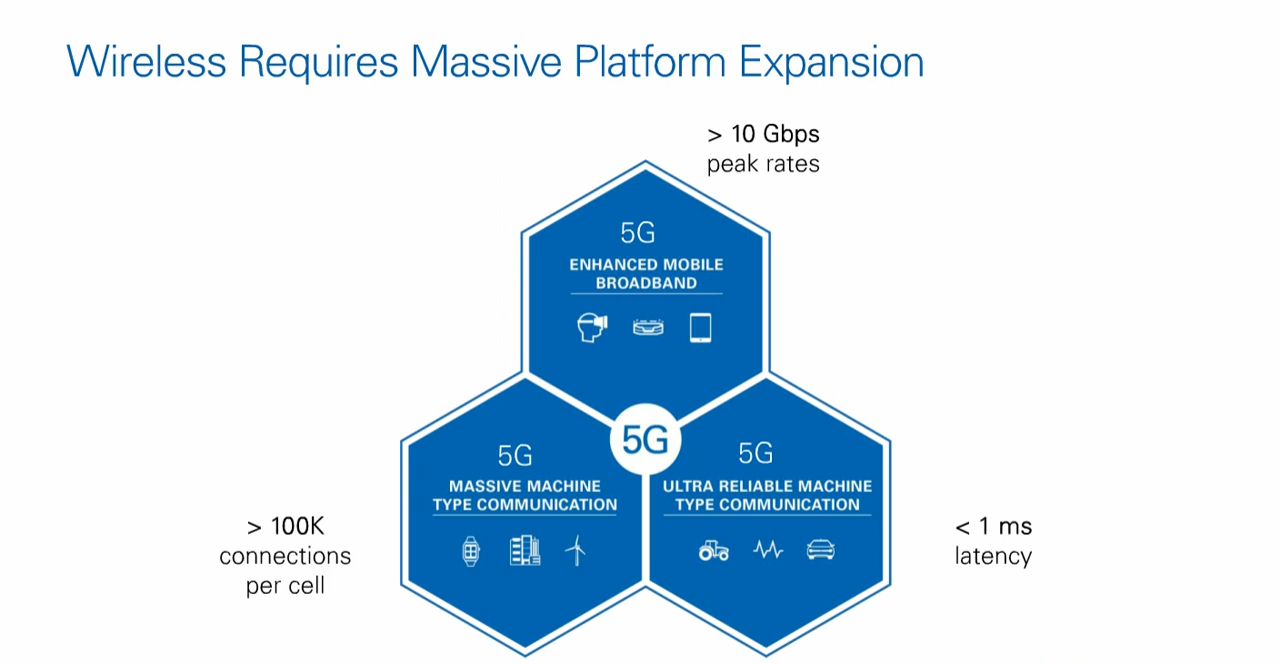 Wireless Requires Massive Platform Expansion
> 10 Gbps
peak rates
5G
ENHANCED MOBILE
BROADBAND
5G
5G
MASSIVE MACHINE
TYPE COMMUNICATION
5G
ULTRA RELIABLE MACHINE
TYPE COMMUNICATION
> 100K
connections
per cell
< 1 ms
latency